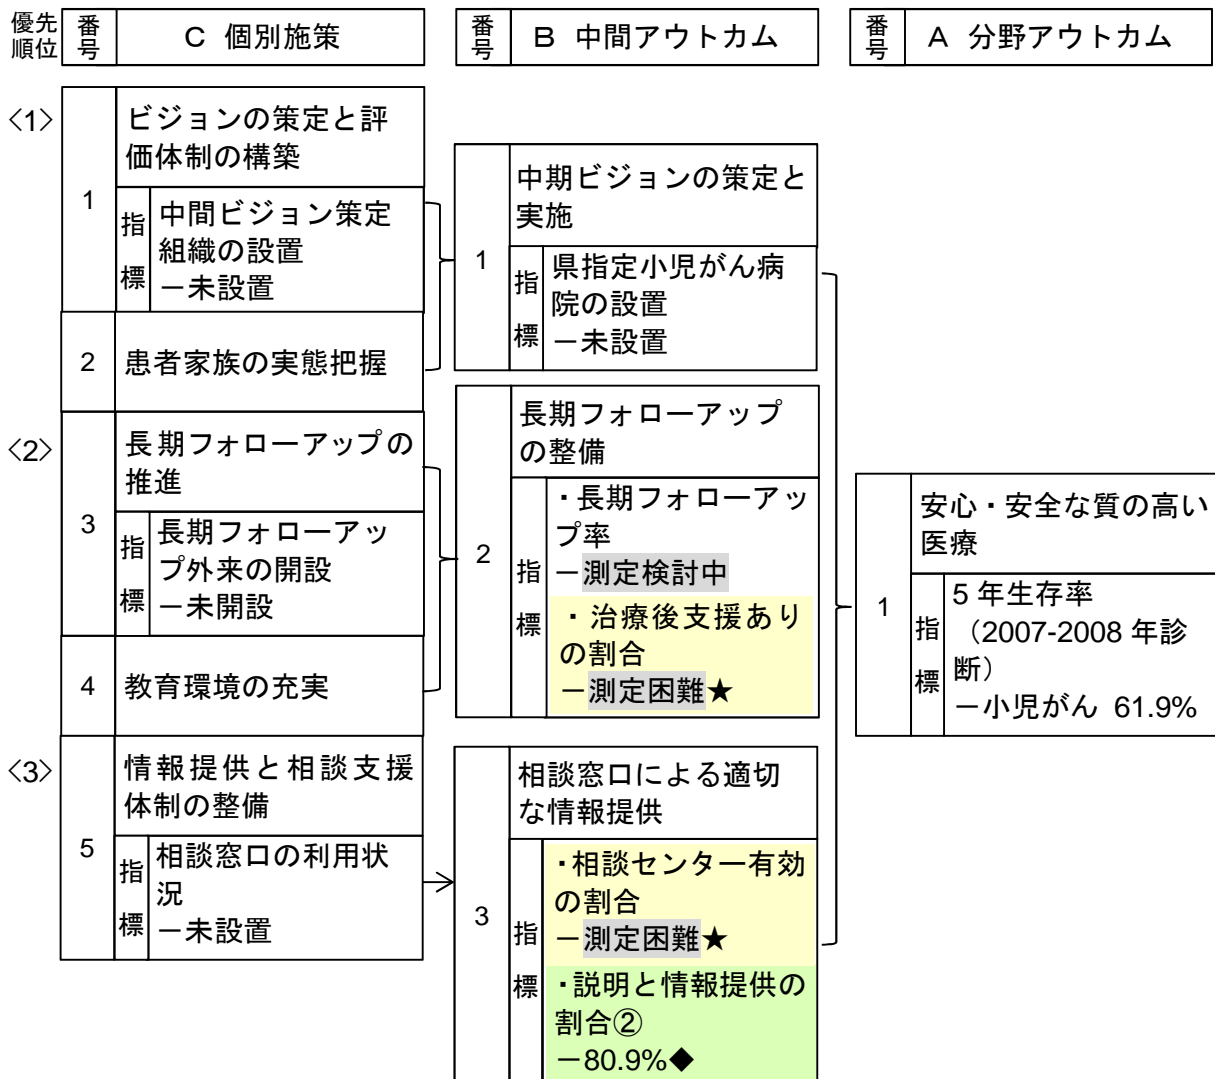 優先
順位
番
号
C 個別施策
番
号
B 中間アウトカム
番
号
A 分野アウトカム
〈1〉
1
ビジョンの策定と評
価体制の構築
指
標
中間ビジョン策定
組織の設置
－未設置
2
患者家族の実態把握
〈2〉
3
長期フォローアップの
推進
指
標
長期フォローアッ
プ外来の開設
－未開設
4
教育環境の充実
〈3〉
5
情報提供と相談支援
体制の整備
指
標
相談窓口の利用状
況
－未設置
1
中期ビジョンの策定と
実施
指
標
県指定小児がん病
院の設置
－未設置
2
長期フォローアップ
の整備
指
標
・長期フォローアッ
プ率
－測定検討中
・治療後支援あり
の割合
－測定困難★
3
相談窓口による適切
な情報提供
指
標
・相談センター有効
の割合
－測定困難★
・説明と情報提供の
割合②
－80.9%◆
1
安心・安全な質の高い
医療
指
標
5 年生存率
（2007-2008 年診
断）
－小児がん 61.9%